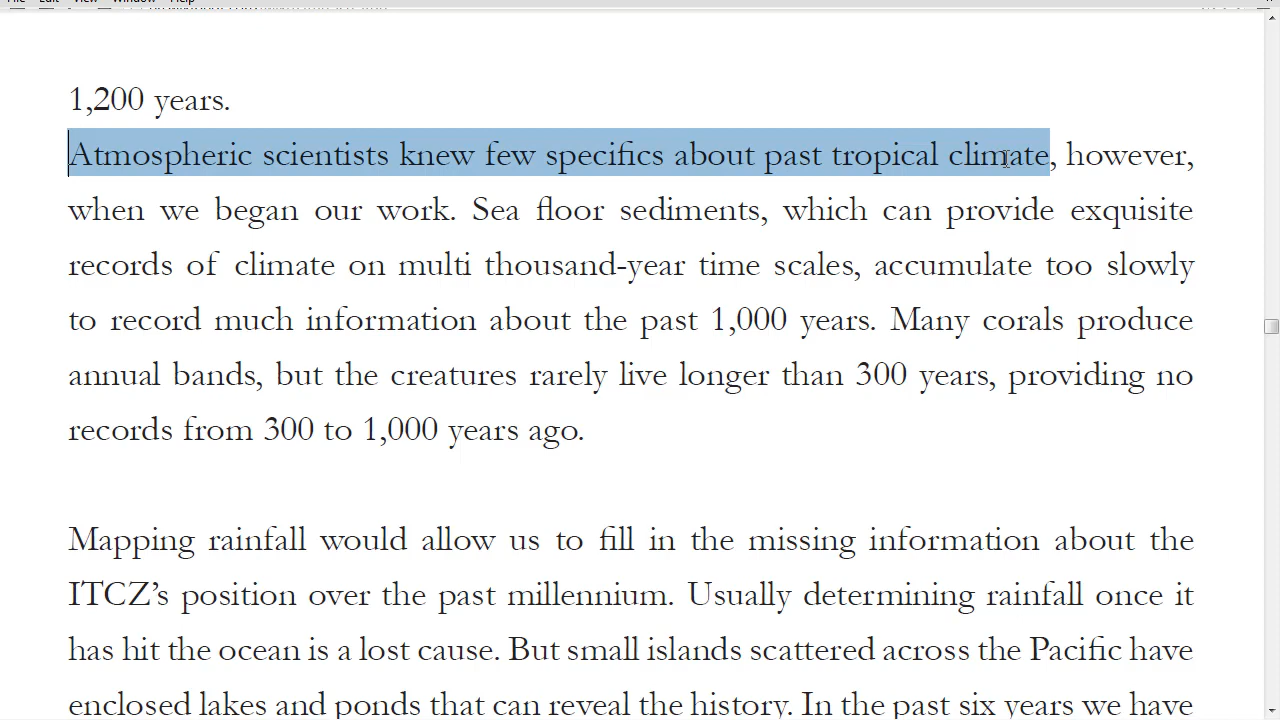 File Edit View Window Help
1,200 years.
Atmospheric scientists knew few specifics about past tropical climate, however,
when we began our work. Sea floor sediments, which can provide exquisite
records of climate on multi thousand-year time scales, accumulate too slowly
to record much information about the past 1,000 years. Many corals produce
annual bands, but the creatures rarely live longer than 300 years, providing no
records from 300 to 1,000 years ago.
Mapping rainfall would allow us to fill in the missing information about the
ITCZ’s position over the past millennium. Usually determining rainfall once it
has hit the ocean is a lost cause. But small islands scattered across the Pacific have
enclosed lakes and ponds that can reveal the history. In the past six years we have